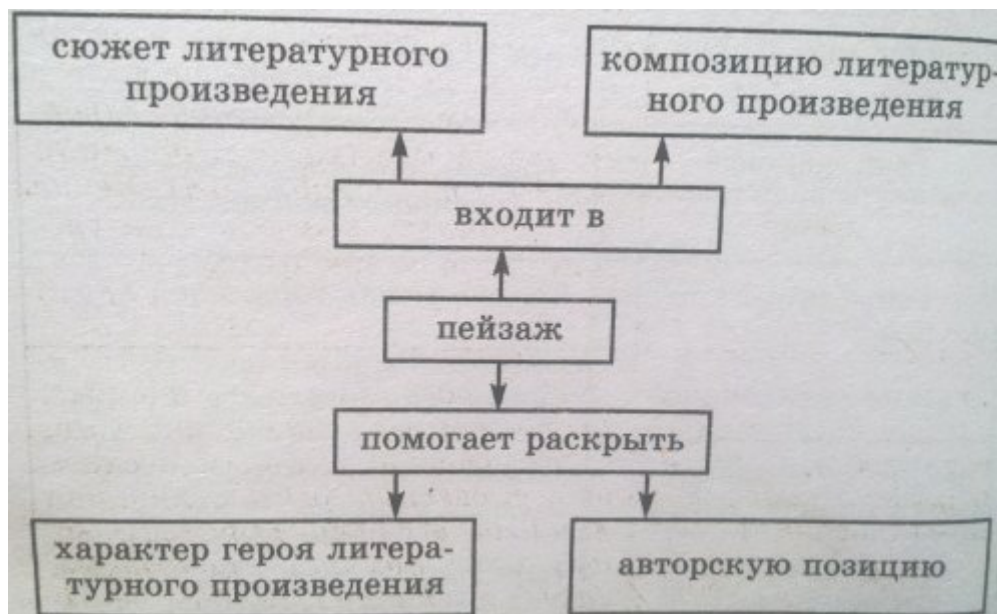 сюжет литературного
произведения
композицию литератур-
ного произведения
входит в
пейзаж
помогает раскрыть
характер героя литера-
турного произведения
авторскую позицию